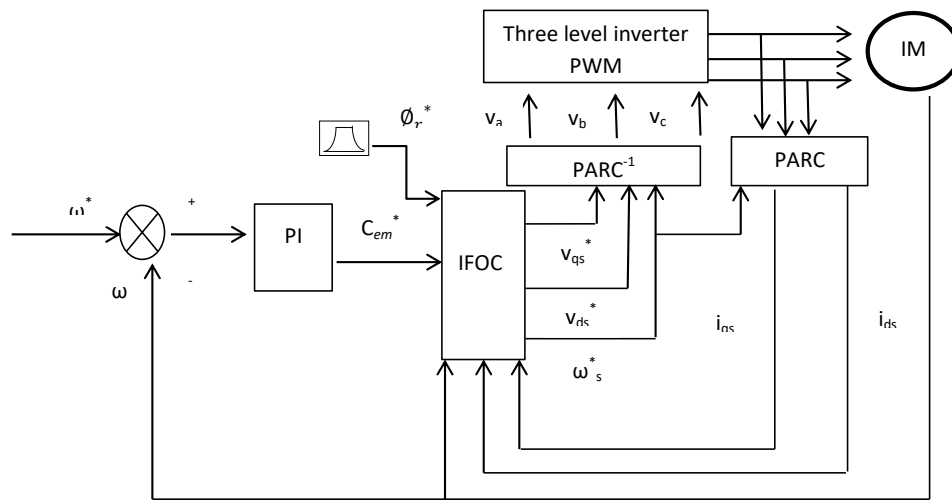 Three level inverter
PWM
IM
Ø_r*
v_a
v_b
v_c
PARC⁻¹
PARC
ω*
+
PI
C_em*
IFOC
v_qs*
ω
-
v_ds*
i_qs
i_ds
ω*_s